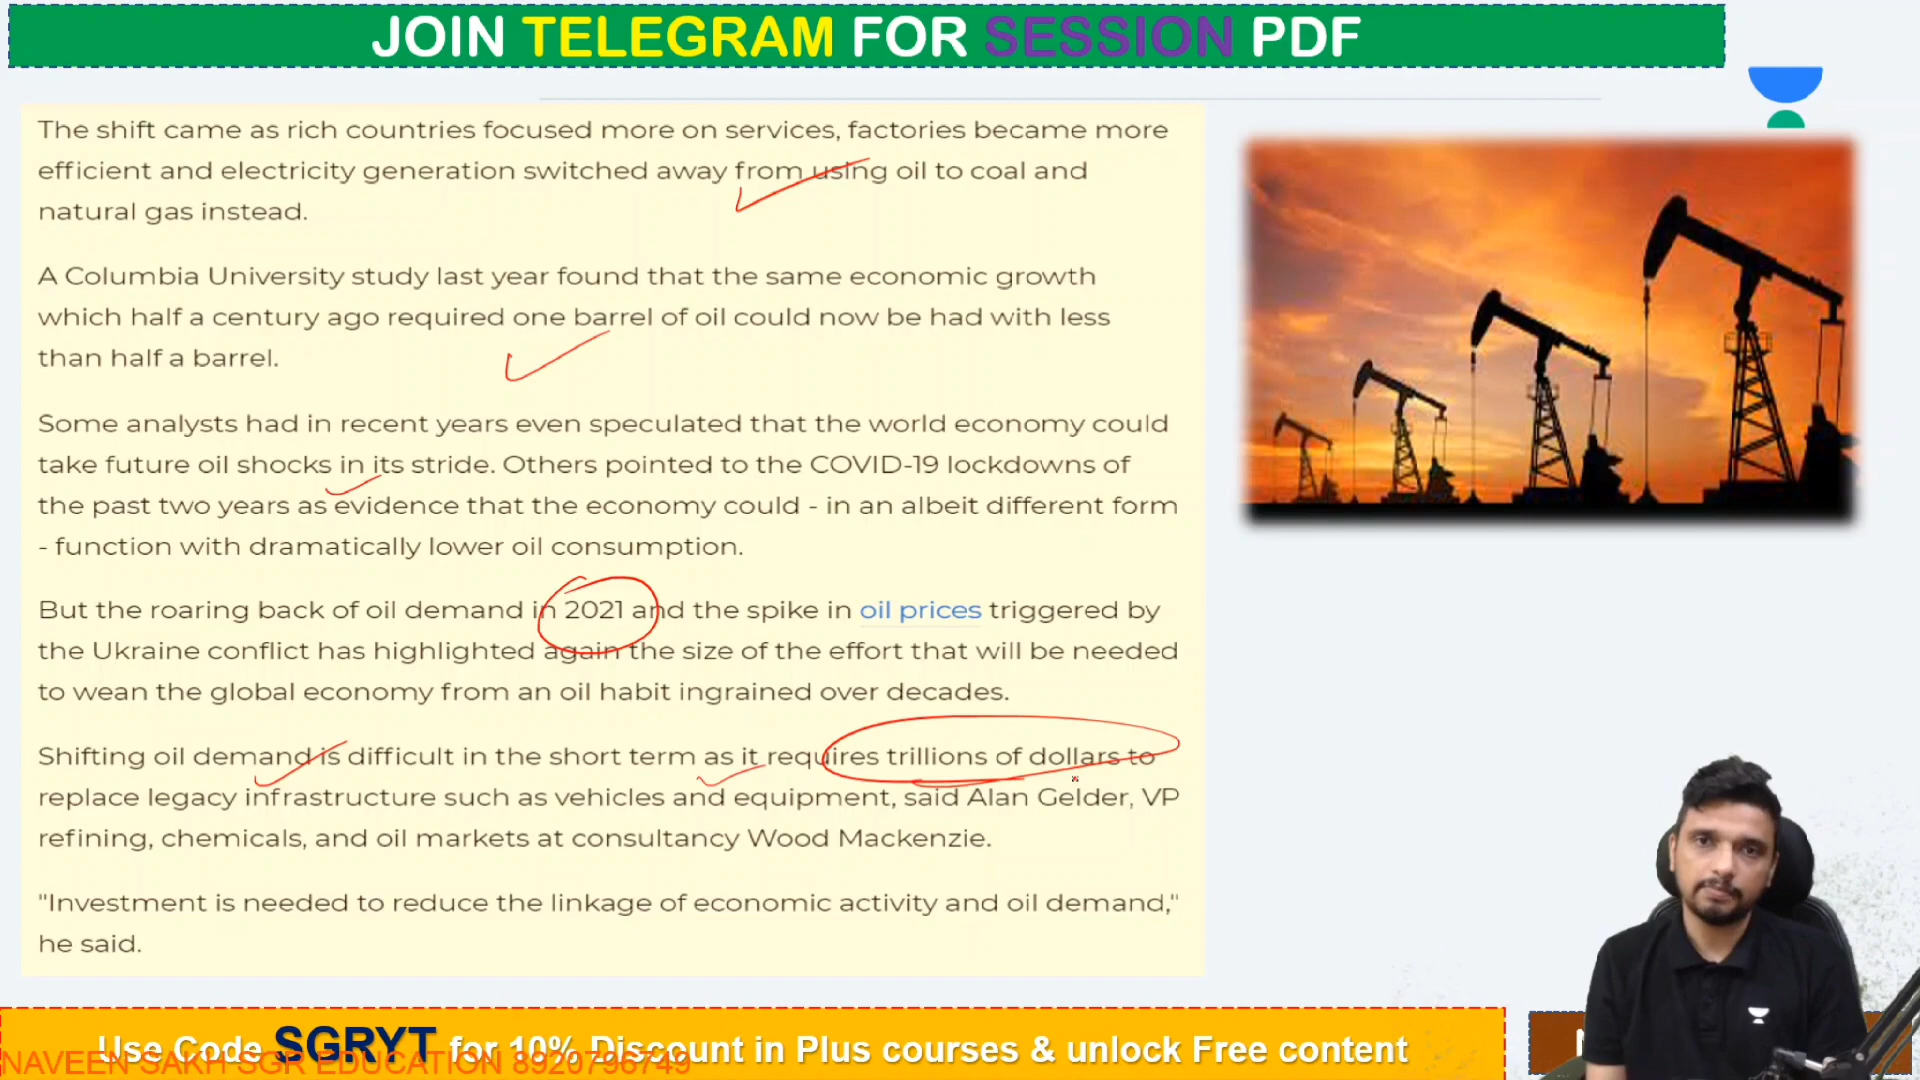 JOIN TELEGRAM FOR SESSION PDF
The shift came as rich countries focused more on services, factories became more
efficient and electricity generation switched away from using oil to coal and
natural gas instead.
A Columbia University study last year found that the same economic growth
which half a century ago required one barrel of oil could now be had with less
than half a barrel.
Some analysts had in recent years even speculated that the world economy could
take future oil shocks in its stride. Others pointed to the COVID-19 lockdowns of
the past two years as evidence that the economy could - in an albeit different form
- function with dramatically lower oil consumption.
But the roaring back of oil demand in 2021 and the spike in oil prices triggered by
the Ukraine conflict has highlighted again the size of the effort that will be needed
to wean the global economy from an oil habit ingrained over decades.
Shifting oil demand is difficult in the short term as it requires trillions of dollars to
replace legacy infrastructure such as vehicles and equipment, said Alan Gelder, VP
refining, chemicals, and oil markets at consultancy Wood Mackenzie.
"Investment is needed to reduce the linkage of economic activity and oil demand,"
he said.
Use Code SGRYT for 10% Discount in Plus courses & unlock Free content
NAVEEN SAKH SGR EDUCATION 8920796749